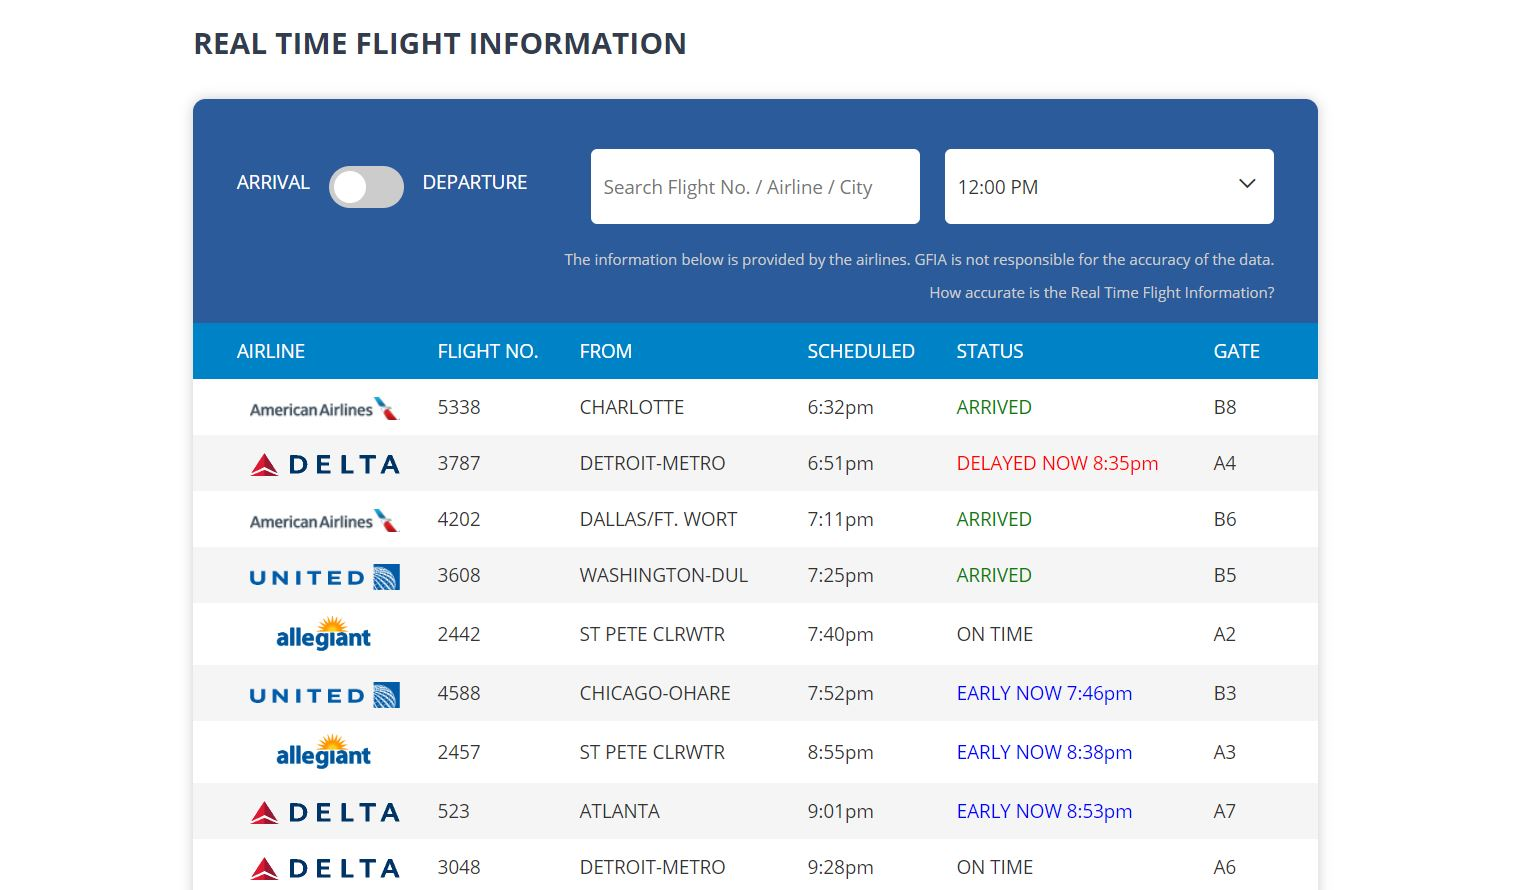 REAL TIME FLIGHT INFORMATION
ARRIVAL DEPARTURE Search Flight No. / Airline / City 12:00 PM
The information below is provided by the airlines. GFIA is not responsible for the accuracy of the data.
How accurate is the Real Time Flight Information?
AIRLINE FLIGHT NO. FROM SCHEDULED STATUS GATE
American Airlines 5338 CHARLOTTE 6:32pm ARRIVED B8
DELTA 3787 DETROIT-METRO 6:51pm DELAYED NOW 8:35pm A4
American Airlines 4202 DALLAS/FT. WORT 7:11pm ARRIVED B6
UNITED 3608 WASHINGTON-DUL 7:25pm ARRIVED B5
allegiant 2442 ST PETE CLRWTR 7:40pm ON TIME A2
UNITED 4588 CHICAGO-OHARE 7:52pm EARLY NOW 7:46pm B3
allegiant 2457 ST PETE CLRWTR 8:55pm EARLY NOW 8:38pm A3
DELTA 523 ATLANTA 9:01pm EARLY NOW 8:53pm A7
DELTA 3048 DETROIT-METRO 9:28pm ON TIME A6